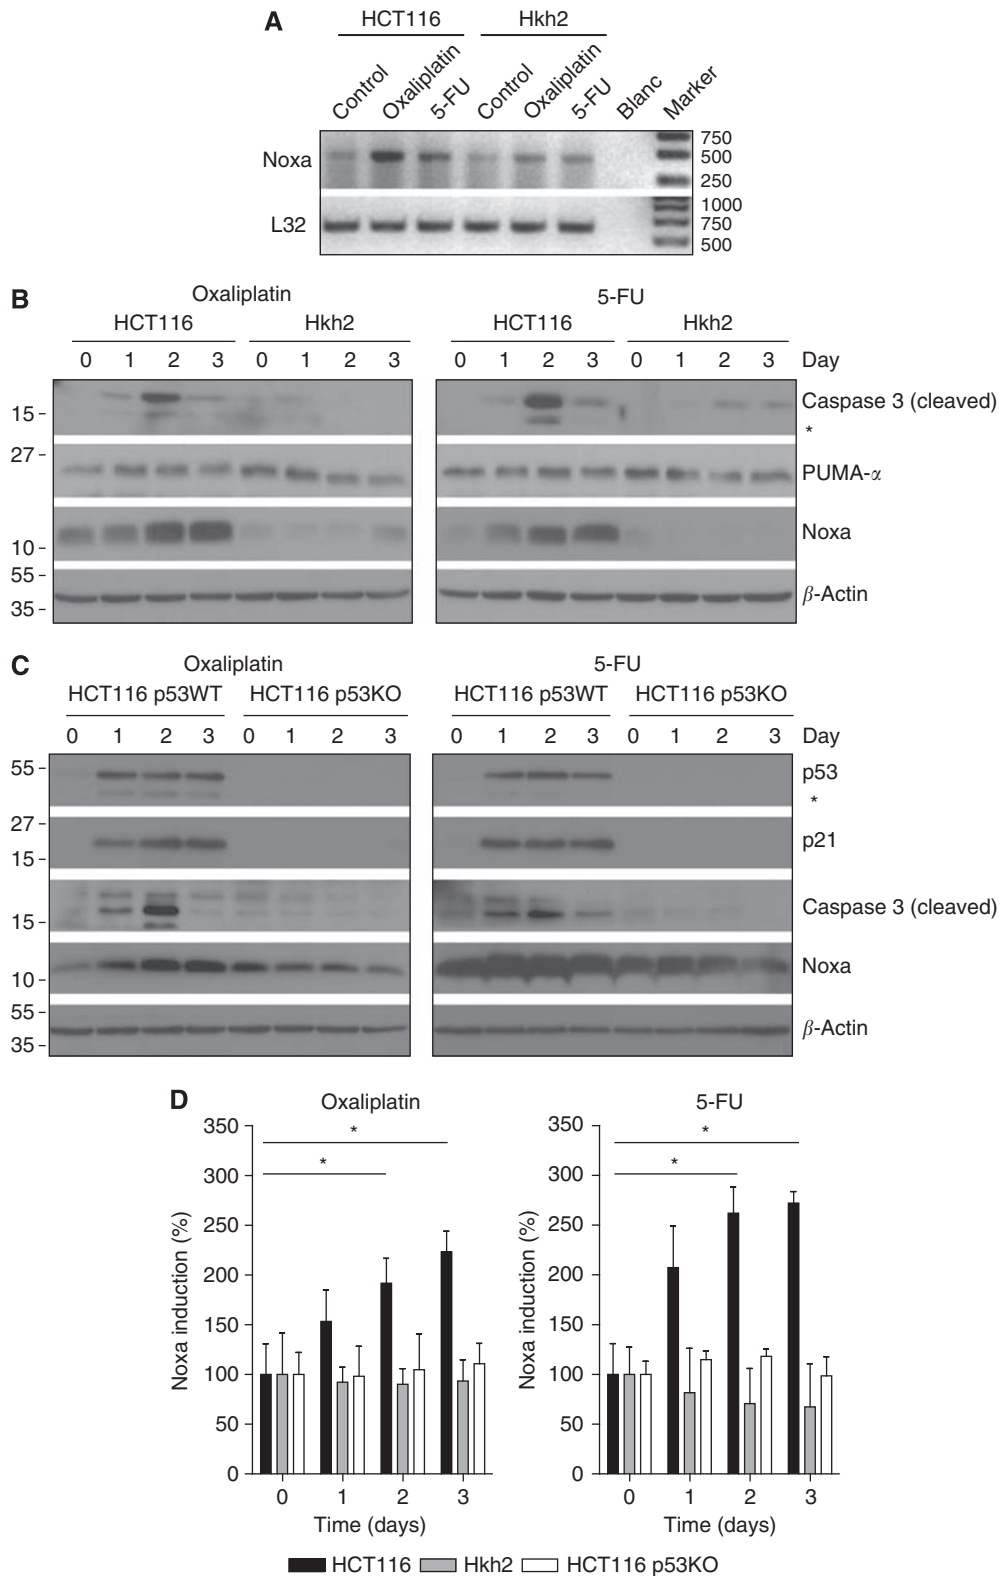 A
HCT116 Hkh2
Control Oxaliplatin 5-FU Control Oxaliplatin 5-FU Blanc Marker
Noxa
750
500
250
L32
1000
750
500
B
Oxaliplatin 5-FU
HCT116 Hkh2 HCT116 Hkh2
0 1 2 3 0 1 2 3 0 1 2 3 0 1 2 3 Day
15 Caspase 3 (cleaved)
*
27 PUMA-α
10 Noxa
55
35 β-Actin
C
Oxaliplatin 5-FU
HCT116 p53WT HCT116 p53KO HCT116 p53WT HCT116 p53KO
0 1 2 3 0 1 2 3 0 1 2 3 0 1 2 3 Day
55 p53
*
27 p21
15
15 Caspase 3 (cleaved)
10 Noxa
55
35 β-Actin
D
Oxaliplatin
350
300
250
200
150
100
50
0
Noxa induction (%)
* *
0 1 2 3
Time (days)
5-FU
350
300
250
200
150
100
50
0
Noxa induction (%)
* *
0 1 2 3
Time (days)
HCT116 Hkh2 HCT116 p53KO